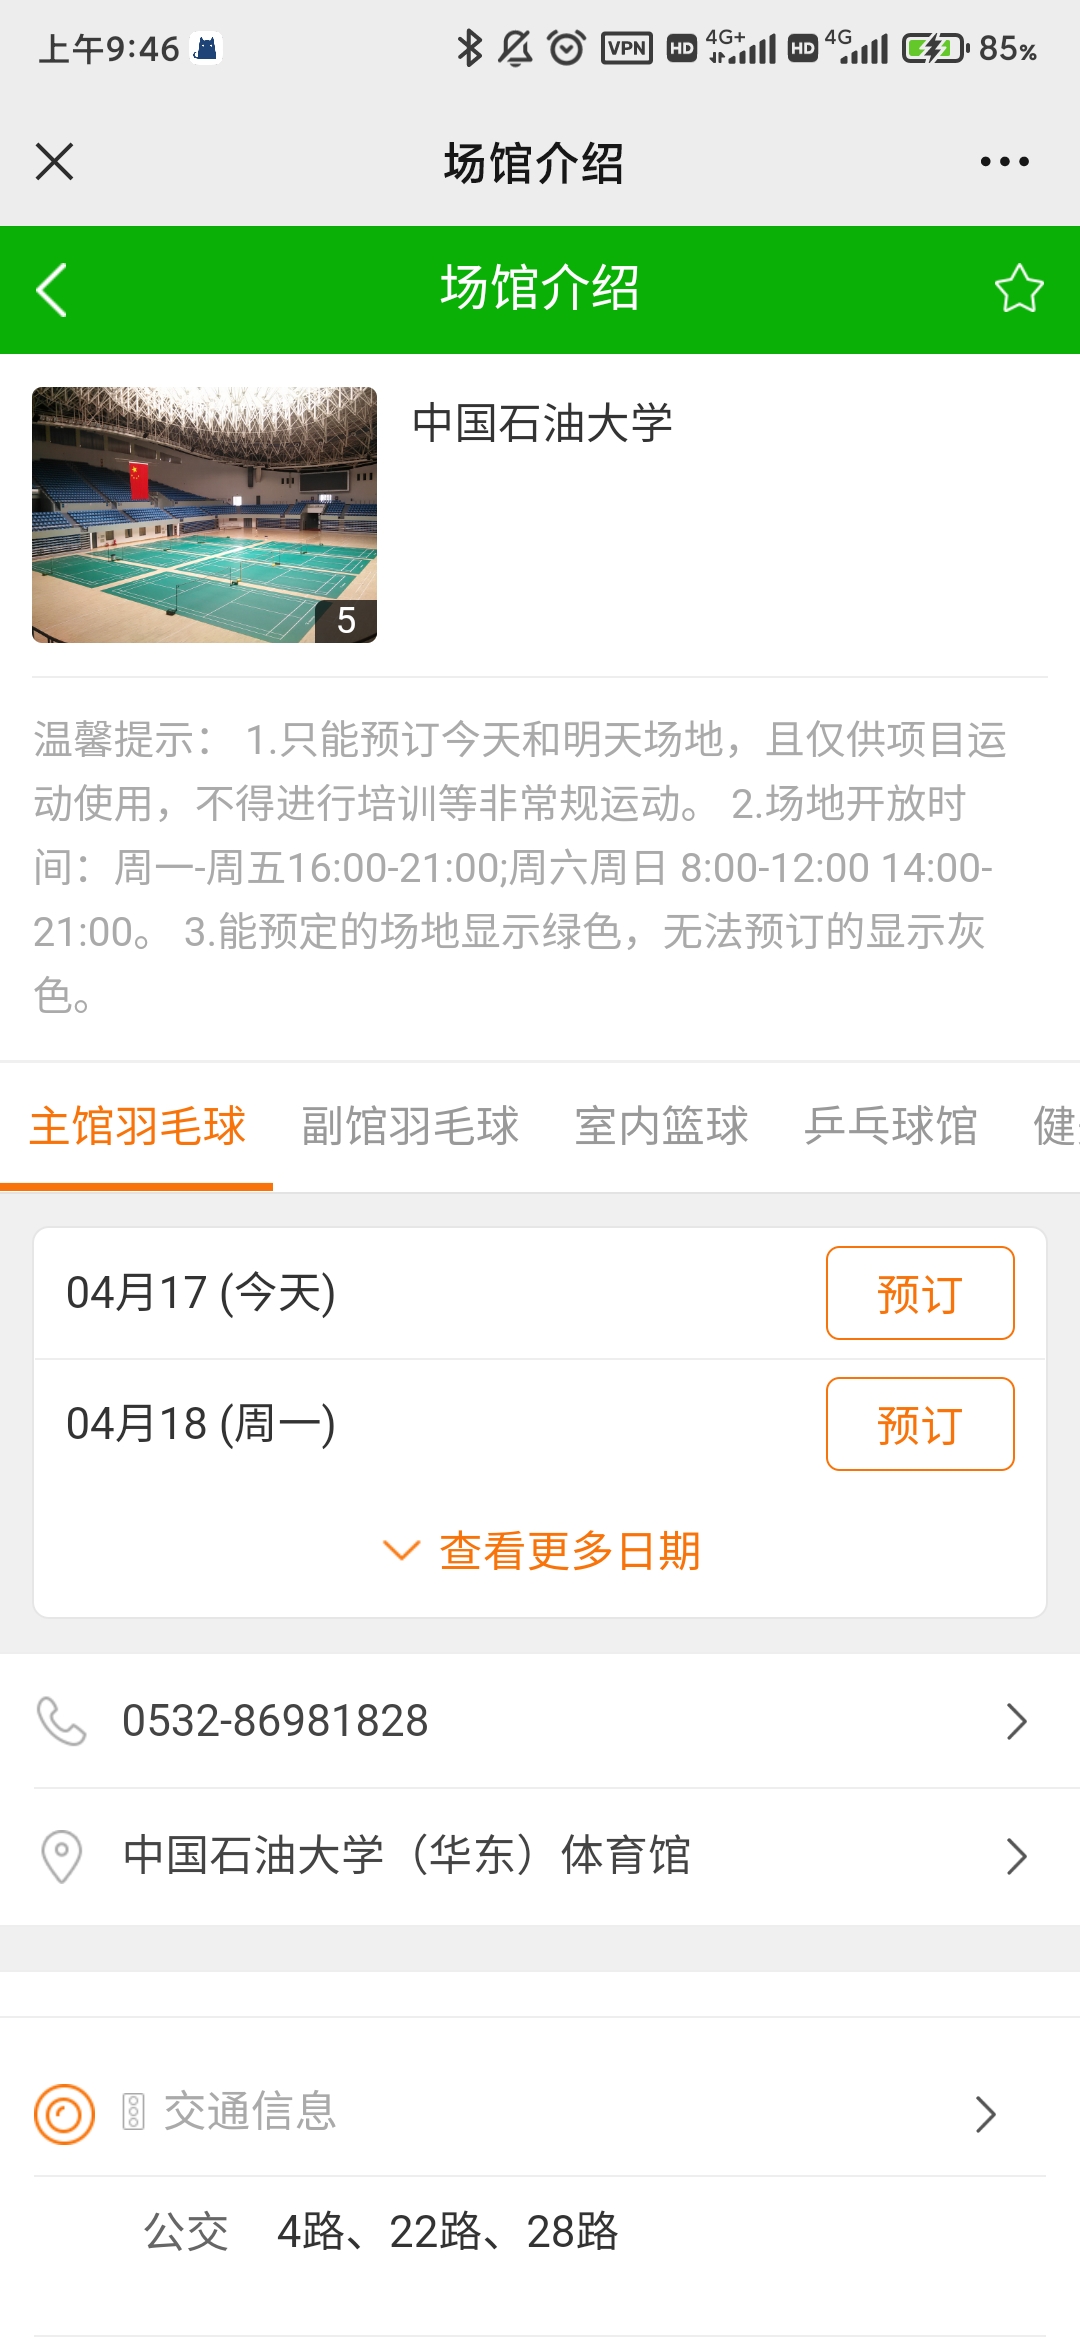 上午9:46
VPN HD 4G+ HD 4G 85%
场馆介绍
场馆介绍
中国石油大学
5
温馨提示： 1.只能预订今天和明天场地，且仅供项目运
动使用，不得进行培训等非常规运动。 2.场地开放时
间：周一-周五16:00-21:00;周六周日 8:00-12:00 14:00-
21:00。 3.能预定的场地显示绿色，无法预订的显示灰
色。
主馆羽毛球 副馆羽毛球 室内篮球 乒乓球馆 健
04月17 (今天) 预订
04月18 (周一) 预订
查看更多日期
0532-86981828
中国石油大学（华东）体育馆
交通信息
公交 4路、22路、28路